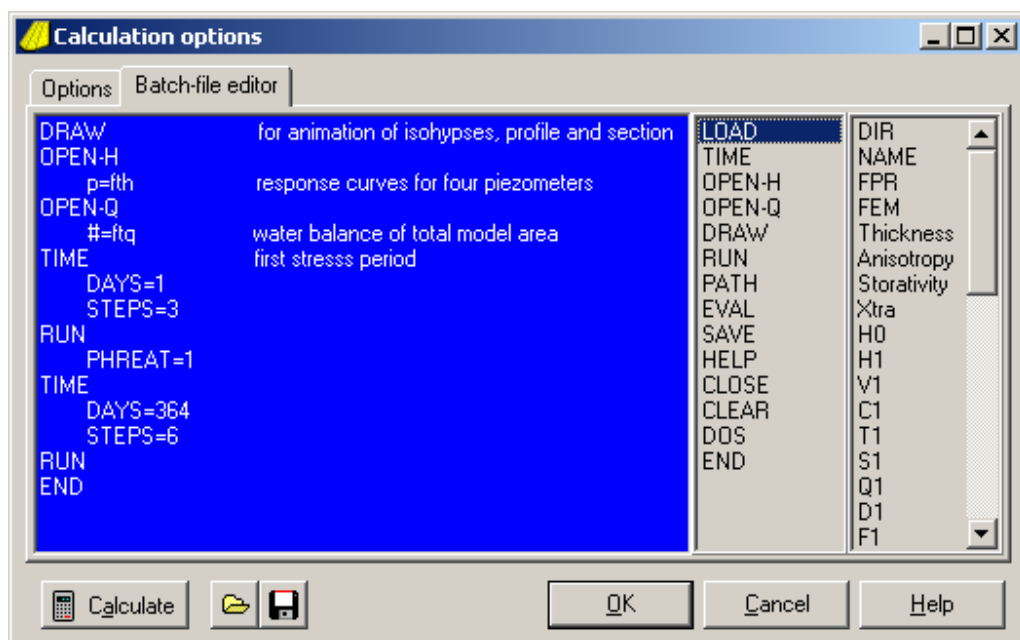 Calculation options
Options Batch-file editor
DRAW for animation of isohypses, profile and section
OPEN-H
p=fth response curves for four piezometers
OPEN-Q
#=ftq water balance of total model area
TIME first stresss period
DAYS=1
STEPS=3
RUN
PHREAT=1
TIME
DAYS=364
STEPS=6
RUN
END
LOAD
TIME
OPEN-H
OPEN-Q
DRAW
RUN
PATH
EVAL
SAVE
HELP
CLOSE
CLEAR
DOS
END
DIR
NAME
FPR
FEM
Thickness
Anisotropy
Storativity
Xtra
H0
H1
V1
C1
T1
S1
Q1
D1
F1
Calculate OK Cancel Help